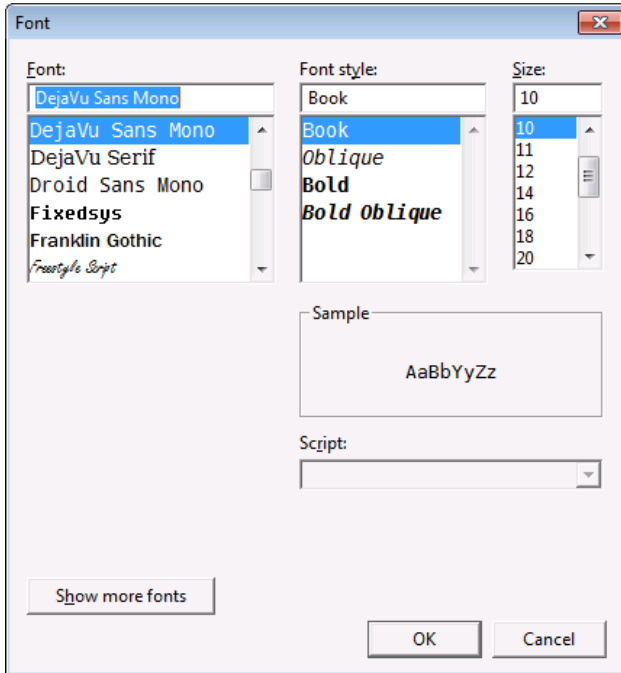 Font
Font:
DejaVu Sans Mono
DejaVu Sans Mono
DejaVu Serif
Droid Sans Mono
Fixedsys
Franklin Gothic
Freestyle Script
Font style:
Book
Book
Oblique
Bold
Bold Oblique
Size:
10
10
11
12
14
16
18
20
Sample
AaBbYyZz
Script:
Show more fonts
OK
Cancel